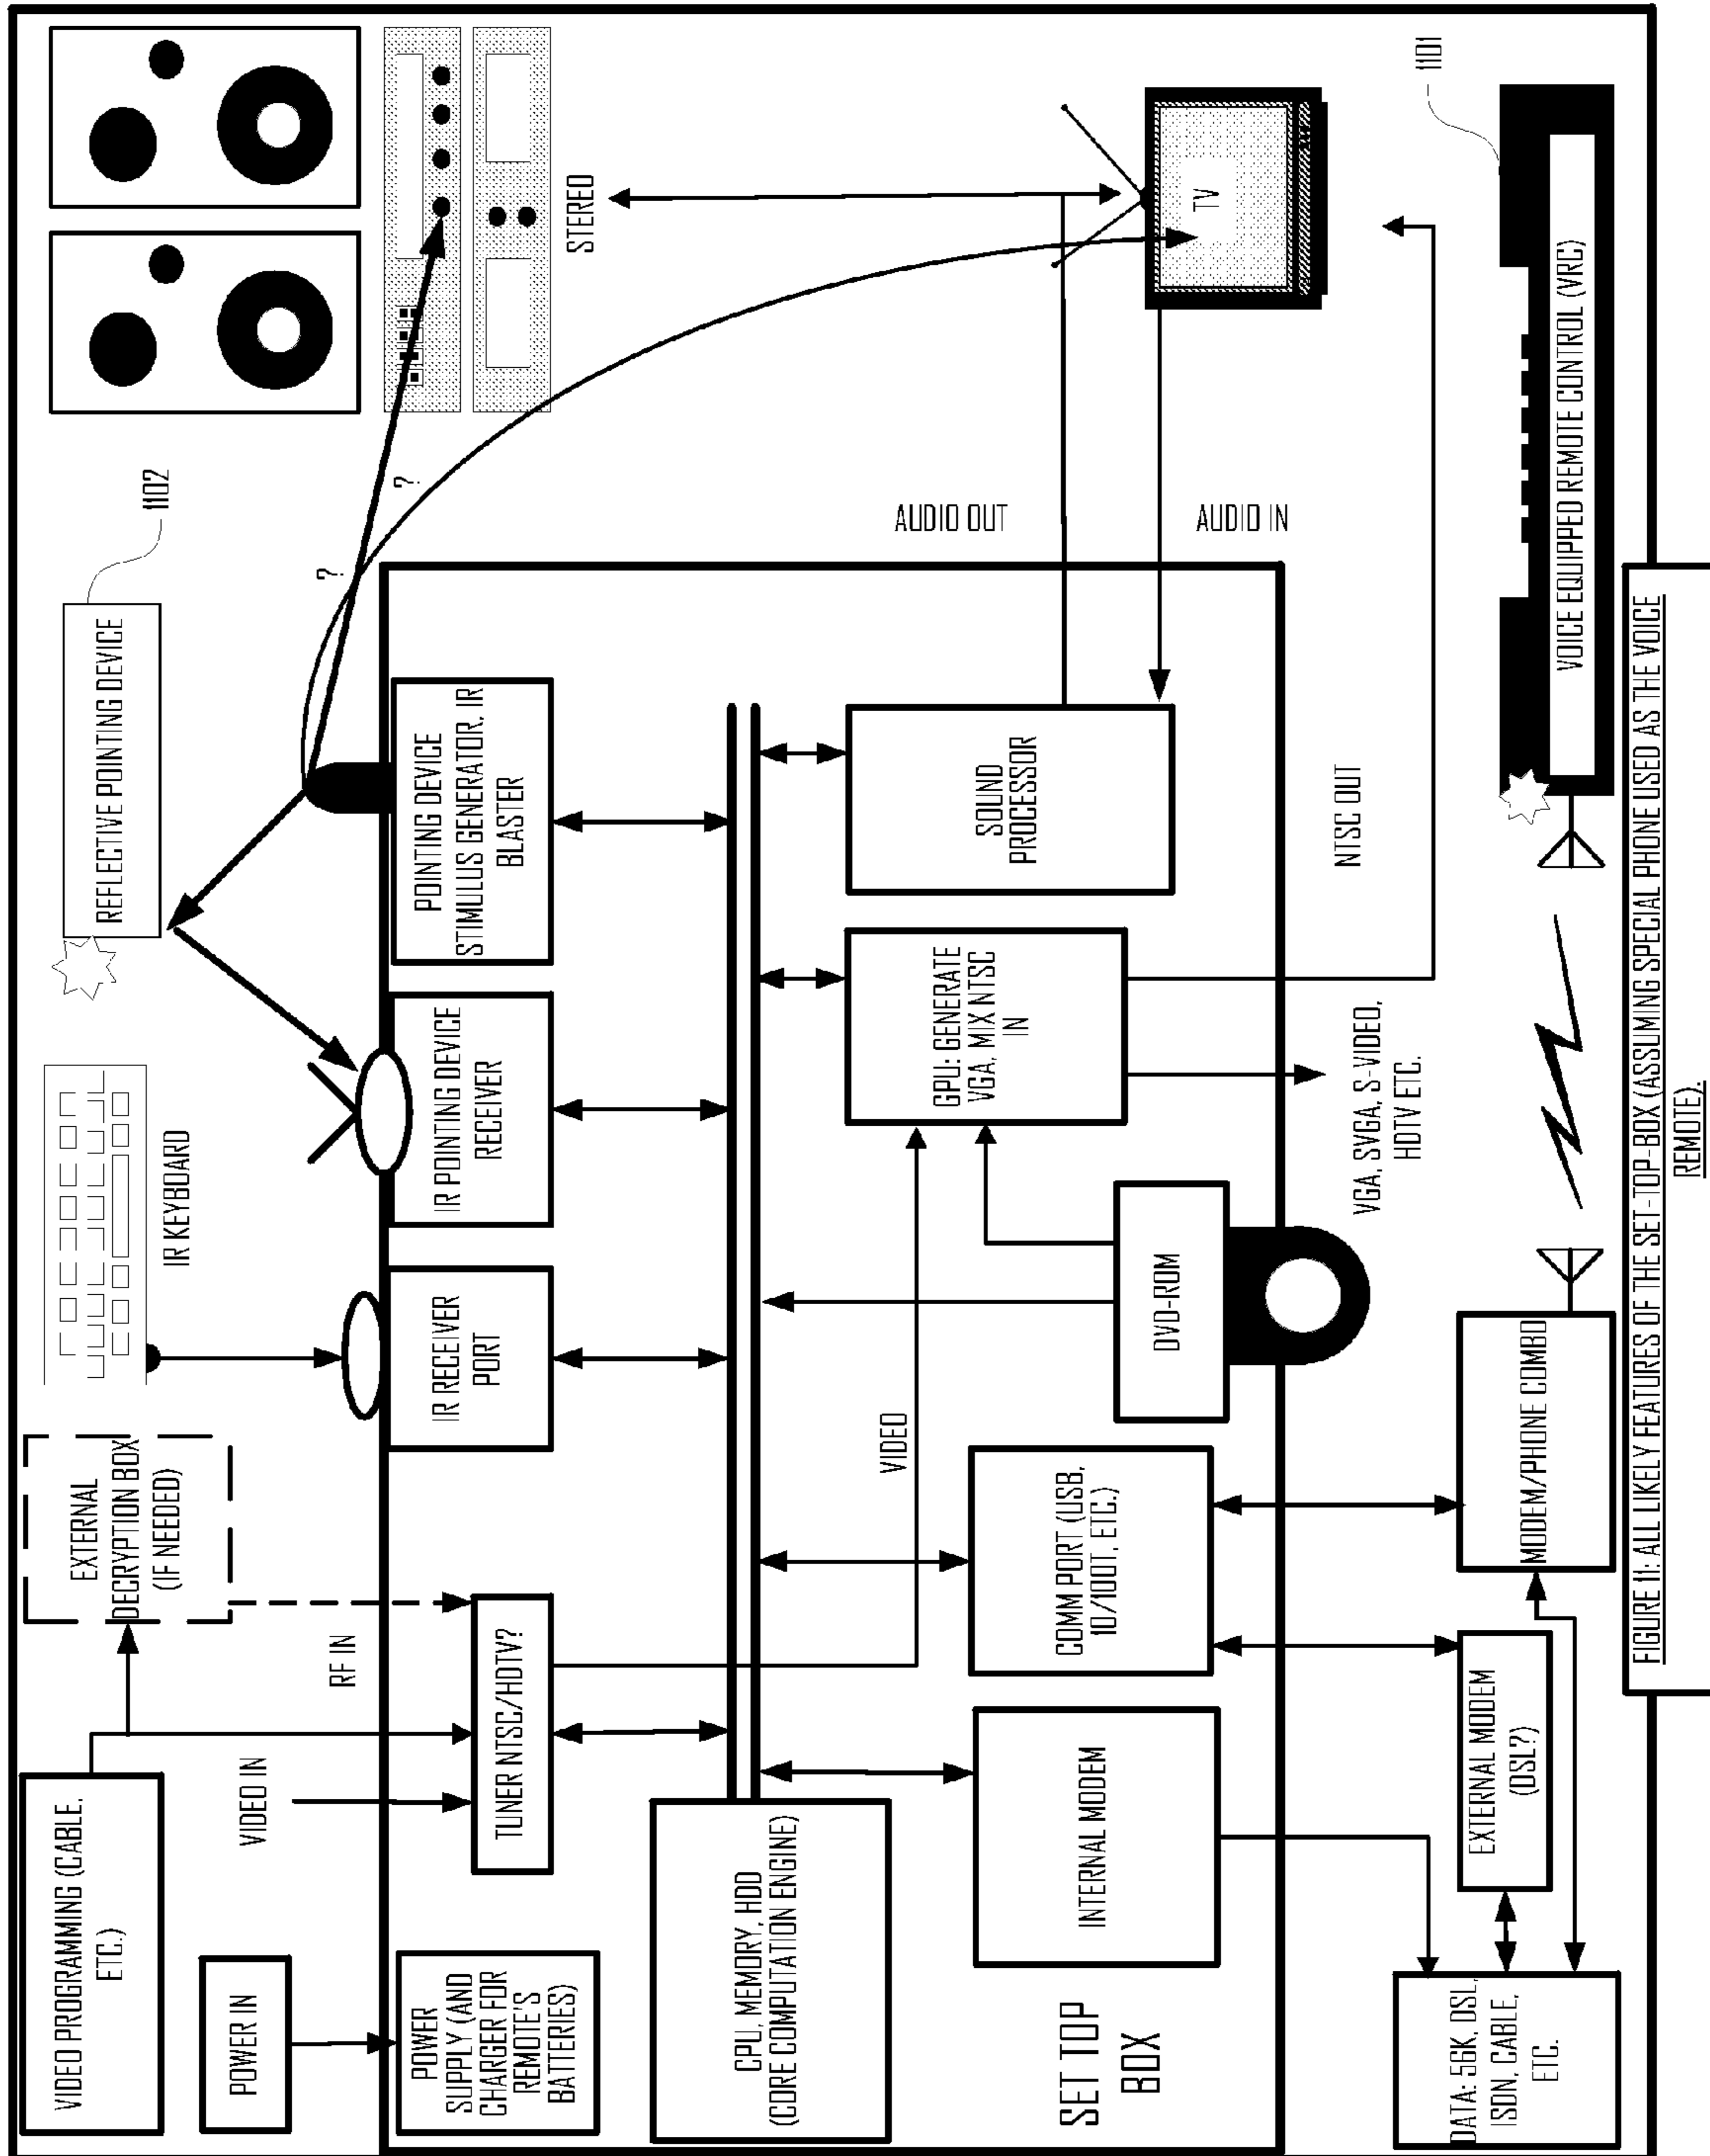 VIDEO PROGRAMMING (CABLE,
ETC.)
EXTERNAL
DECRYPTION BOX
(IF NEEDED)
IR KEYBOARD
REFLECTIVE POINTING DEVICE
1102
POWER IN
VIDEO IN
RF IN
?
?
STEREO
POWER
SUPPLY (AND
CHARGER FOR
REMOTE'S
BATTERIES)
TUNER NTSC/HDTV?
IR RECEIVER
PORT
IR POINTING DEVICE
RECEIVER
POINTING DEVICE
STIMULUS GENERATOR, IR
BLASTER
CPU, MEMORY, HDD
(CORE COMPUTATION ENGINE)
VIDEO
GPU: GENERATE
VGA, MIX NTSC
IN
SOUND
PROCESSOR
AUDIO OUT
AUDIO IN
TV
INTERNAL MODEM
COMM PORT (USB,
10/100T, ETC.)
DVD-ROM
SET TOP
BOX
VGA, SVGA, S-VIDEO,
HDTV ETC.
NTSC OUT
1101
DATA: 56K, DSL,
ISDN, CABLE,
ETC.
EXTERNAL MODEM
(DSL?)
MODEM/PHONE COMBO
VOICE EQUIPPED REMOTE CONTROL (VRC)
FIGURE 11: ALL LIKELY FEATURES OF THE SET-TOP-BOX (ASSUMING SPECIAL PHONE USED AS THE VOICE
REMOTE).